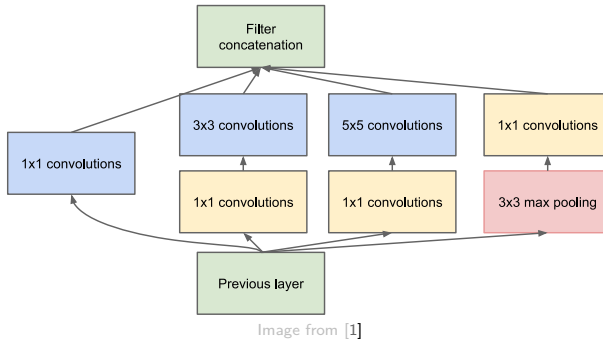 Filter
concatenation
3x3 convolutions
5x5 convolutions
1x1 convolutions
1x1 convolutions
1x1 convolutions
1x1 convolutions
3x3 max pooling
Previous layer
Image from [1]